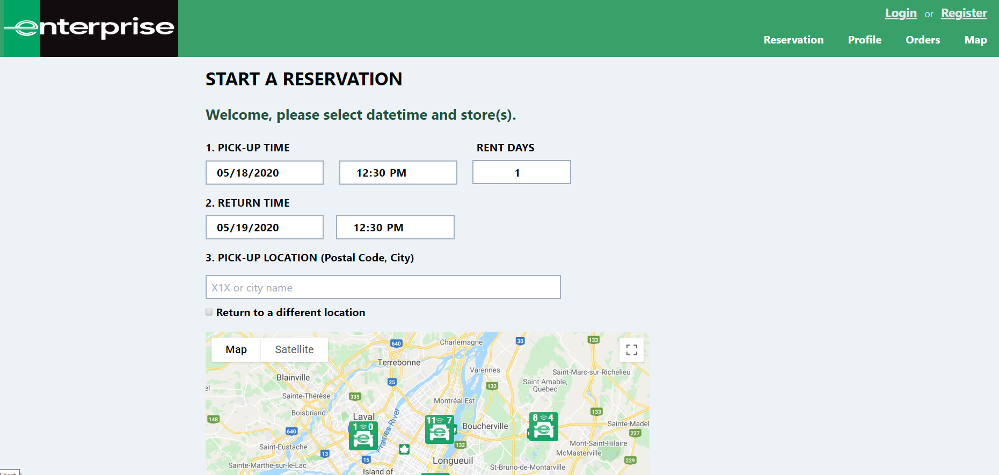 enterprise
Login or Register
Reservation Profile Orders Map
START A RESERVATION
Welcome, please select datetime and store(s).
1. PICK-UP TIME RENT DAYS
05/18/2020 12:30 PM 1
2. RETURN TIME
05/19/2020 12:30 PM
3. PICK-UP LOCATION (Postal Code, City)
X1X or city name
Return to a different location
Map Satellite
640 Charlemagne 30 133
Terrebonne
Varennes Saint-Marc-sur-Richelieu
Blainville 25 Saint-Amable,
Quebec
132
Sainte-Thérèse 335 Montréal-Est
Boisbriand 133
148 Laval 11 7 8 4
Sainte-Madel
1 0 Prairies River Boucherville
640 227
Saint-Eustache 132 Mont-Saint-Hilaire
13 McMasterville
15 Longueuil 229
Sainte-Marthe-sur-le-Lac St-Bruno-de-Montarville
Island of